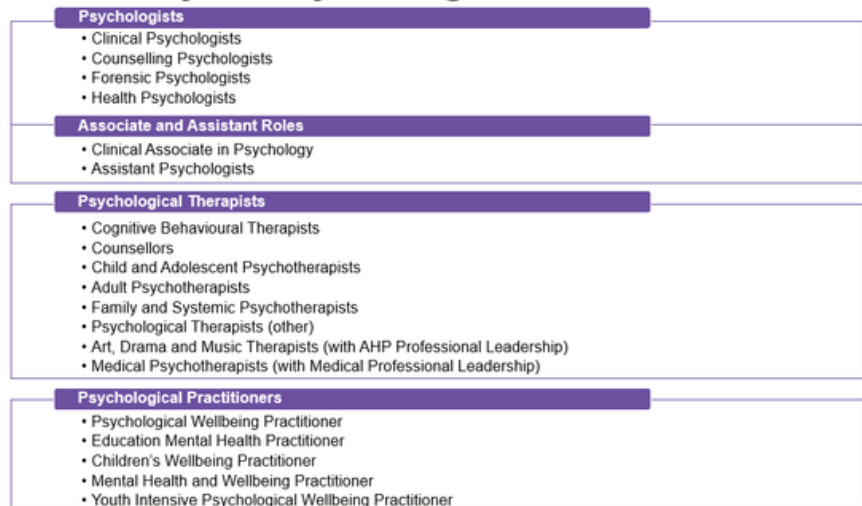 Psychologists
• Clinical Psychologists
• Counselling Psychologists
• Forensic Psychologists
• Health Psychologists
Associate and Assistant Roles
• Clinical Associate in Psychology
• Assistant Psychologists
Psychological Therapists
• Cognitive Behavioural Therapists
• Counsellors
• Child and Adolescent Psychotherapists
• Adult Psychotherapists
• Family and Systemic Psychotherapists
• Psychological Therapists (other)
• Art, Drama and Music Therapists (with AHP Professional Leadership)
• Medical Psychotherapists (with Medical Professional Leadership)
Psychological Practitioners
• Psychological Wellbeing Practitioner
• Education Mental Health Practitioner
• Children's Wellbeing Practitioner
• Mental Health and Wellbeing Practitioner
• Youth Intensive Psychological Wellbeing Practitioner